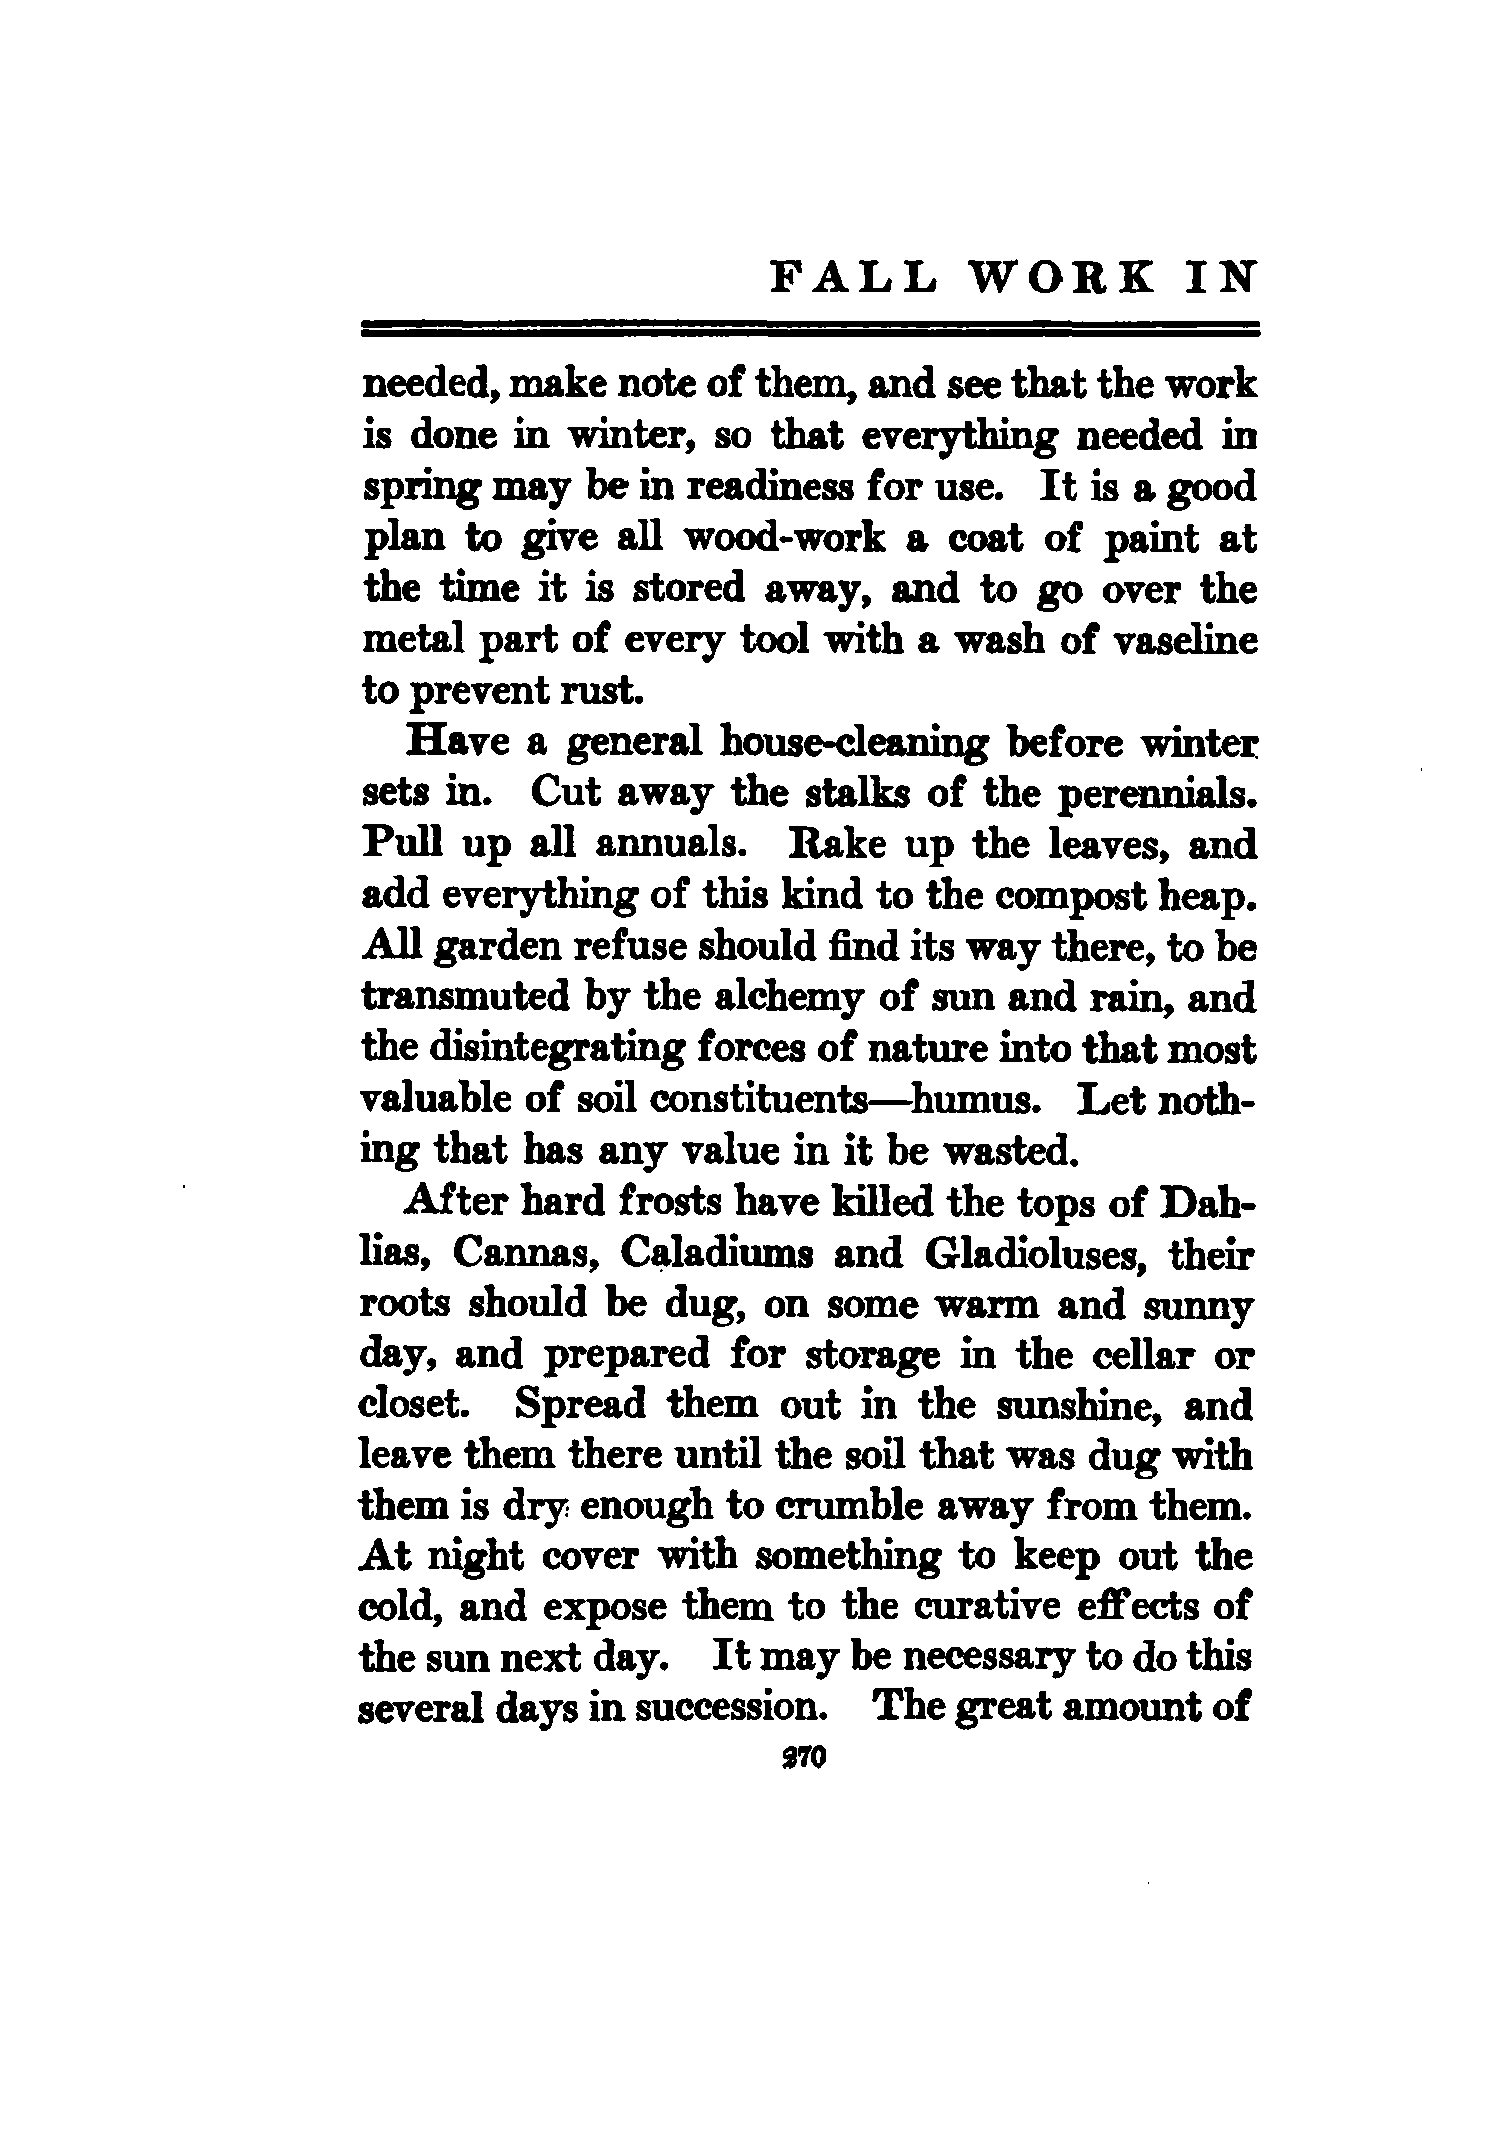 FALL WORK IN
needed, make note of them, and see that the work
is done in winter, so that everything needed in
spring may be in readiness for use. It is a good
plan to give all wood-work a coat of paint at
the time it is stored away, and to go over the
metal part of every tool with a wash of vaseline
to prevent rust.
Have a general house-cleaning before winter
sets in. Cut away the stalks of the perennials.
Pull up all annuals. Rake up the leaves, and
add everything of this kind to the compost heap.
All garden refuse should find its way there, to be
transmuted by the alchemy of sun and rain, and
the disintegrating forces of nature into that most
valuable of soil constituents—humus. Let noth-
ing that has any value in it be wasted.
After hard frosts have killed the tops of Dah-
lias, Cannas, Caladiums and Gladioluses, their
roots should be dug, on some warm and sunny
day, and prepared for storage in the cellar or
closet. Spread them out in the sunshine, and
leave them there until the soil that was dug with
them is dry enough to crumble away from them.
At night cover with something to keep out the
cold, and expose them to the curative effects of
the sun next day. It may be necessary to do this
several days in succession. The great amount of
270